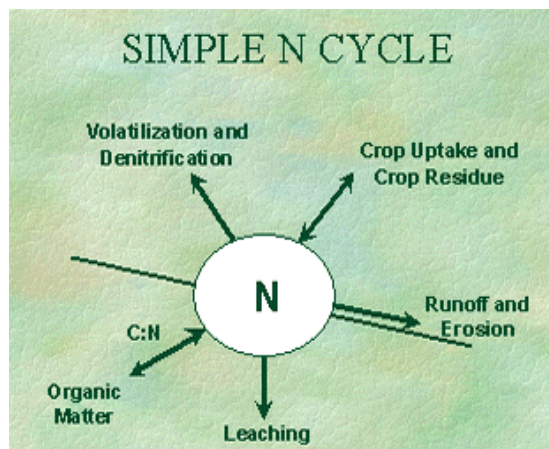 SIMPLE N CYCLE
Volatilization and
Denitrification
Crop Uptake and
Crop Residue
N
Runoff and
Erosion
C:N
Organic
Matter
Leaching